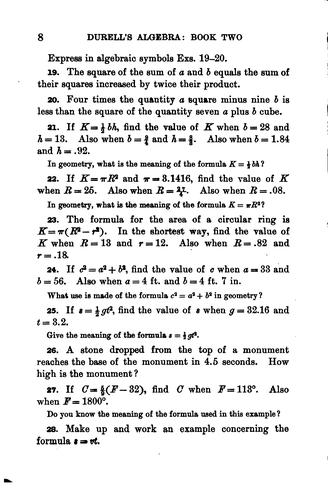 8 DURELL'S ALGEBRA: BOOK TWO
Express in algebraic symbols Exs. 19–20.
19. The square of the sum of a and b equals the sum of
their squares increased by twice their product.
20. Four times the quantity a square minus nine b is
less than the square of the quantity seven a plus b cube.
21. If K = ½ bh, find the value of K when b = 28 and
h = 13. Also when b = ¾ and h = . Also when b = 1.84
and h = .92.
In geometry, what is the meaning of the formula K = ½ bh?
22. If K = πR² and π = 3.1416, find the value of K
when R = 25. Also when R = . Also when R = .08.
In geometry, what is the meaning of the formula K = πR²?
23. The formula for the area of a circular ring is
K = π(R² – r²). In the shortest way, find the value of
K when R = 13 and r = 12. Also when R = .82 and
r = .18.
24. If c² = a² + b², find the value of c when a = 33 and
b = 56. Also when a = 4 ft. and b = 4 ft. 7 in.
What use is made of the formula c² = a² + b² in geometry?
25. If s = ½ gt², find the value of s when g = 32.16 and
t = 3.2.
Give the meaning of the formula s = ½ gt².
26. A stone dropped from the top of a monument
reaches the base of the monument in 4.5 seconds. How
high is the monument?
27. If C = 5/9(F – 32), find C when F = 113°. Also
when F = 1800°.
Do you know the meaning of the formula used in this example?
28. Make up and work an example concerning the
formula s = vt.